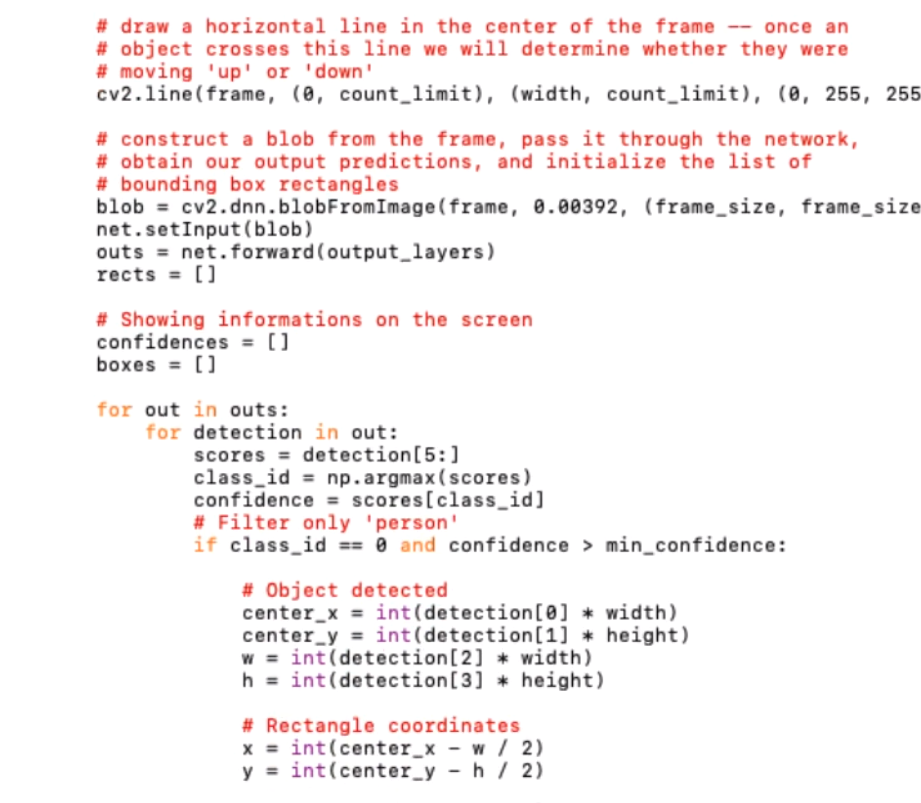 # draw a horizontal line in the center of the frame -- once an
# object crosses this line we will determine whether they were
# moving 'up' or 'down'
cv2.line(frame, (0, count_limit), (width, count_limit), (0, 255, 255
# construct a blob from the frame, pass it through the network,
# obtain our output predictions, and initialize the list of
# bounding box rectangles
blob = cv2.dnn.blobFromImage(frame, 0.00392, (frame_size, frame_size
net.setInput(blob)
outs = net.forward(output_layers)
rects = []
# Showing informations on the screen
confidences = []
boxes = []
for out in outs:
    for detection in out:
        scores = detection[5:]
        class_id = np.argmax(scores)
        confidence = scores[class_id]
        # Filter only 'person'
        if class_id == 0 and confidence > min_confidence:
            # Object detected
            center_x = int(detection[0] * width)
            center_y = int(detection[1] * height)
            w = int(detection[2] * width)
            h = int(detection[3] * height)
            # Rectangle coordinates
            x = int(center_x - w / 2)
            y = int(center_y - h / 2)